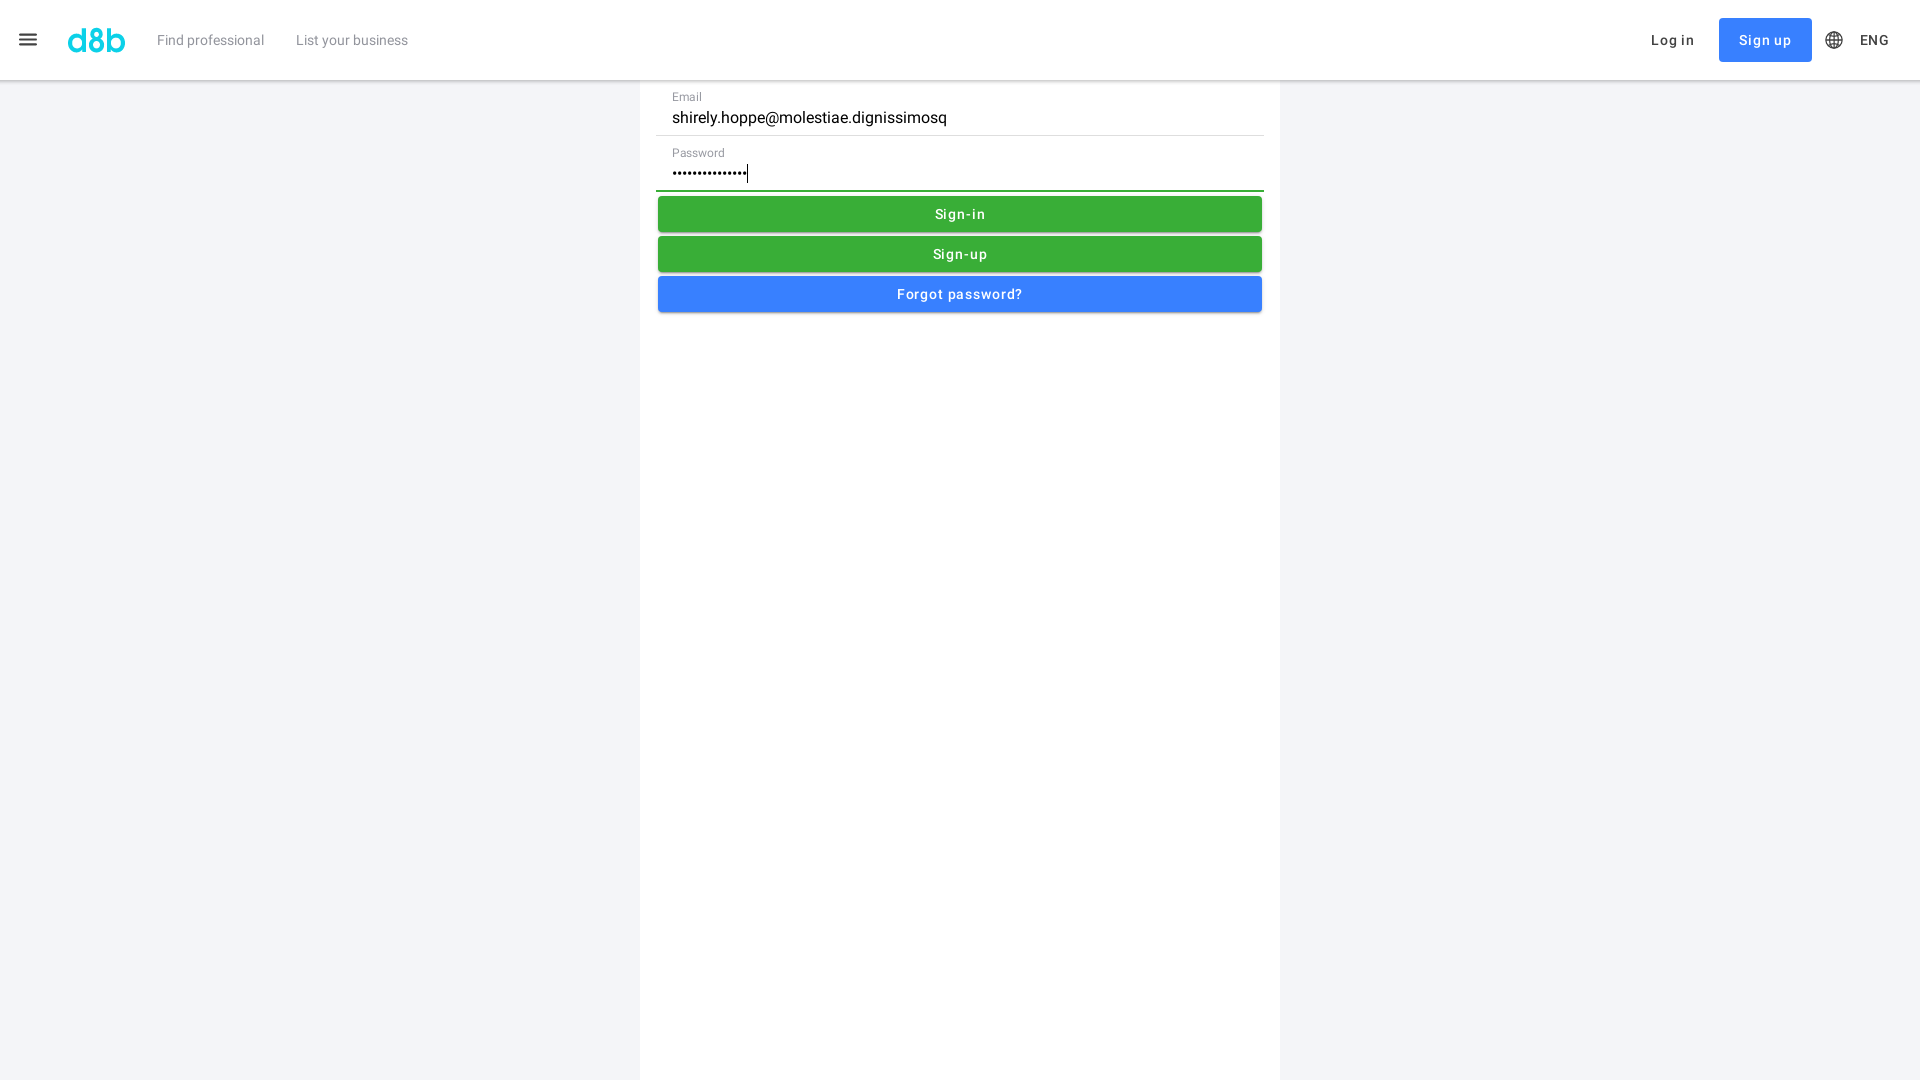 d8b
Find professional
List your business
Log in
Sign up
ENG
Email
shirely.hoppe@molestiae.dignissimosq
Password
•••••••••••••••
Sign-in
Sign-up
Forgot password?